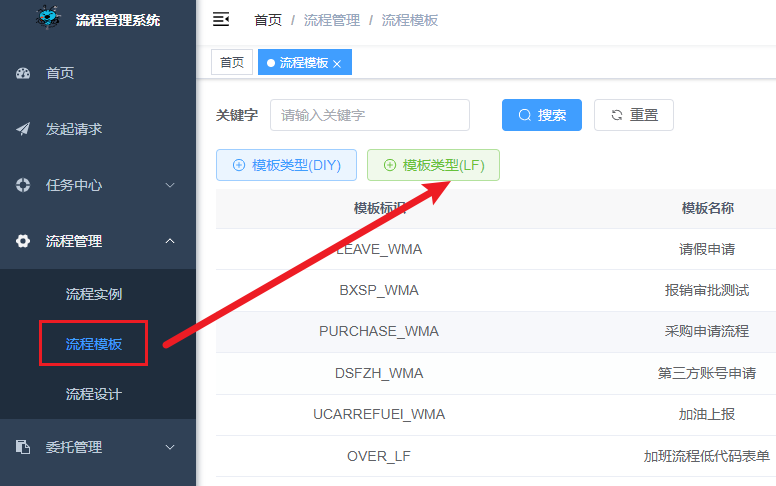 流程管理系统
首页
发起请求
任务中心
流程管理
流程实例
流程模板
流程设计
委托管理
首页 / 流程管理 / 流程模板
首页 流程模板
关键字 请输入关键字 搜索 重置
模板类型(DIY) 模板类型(LF)
模板标识 模板名称
LEAVE_WMA 请假申请
BXSP_WMA 报销审批测试
PURCHASE_WMA 采购申请流程
DSFZH_WMA 第三方账号申请
UCARREFUEI_WMA 加油上报
OVER_LF 加班流程低代码表单